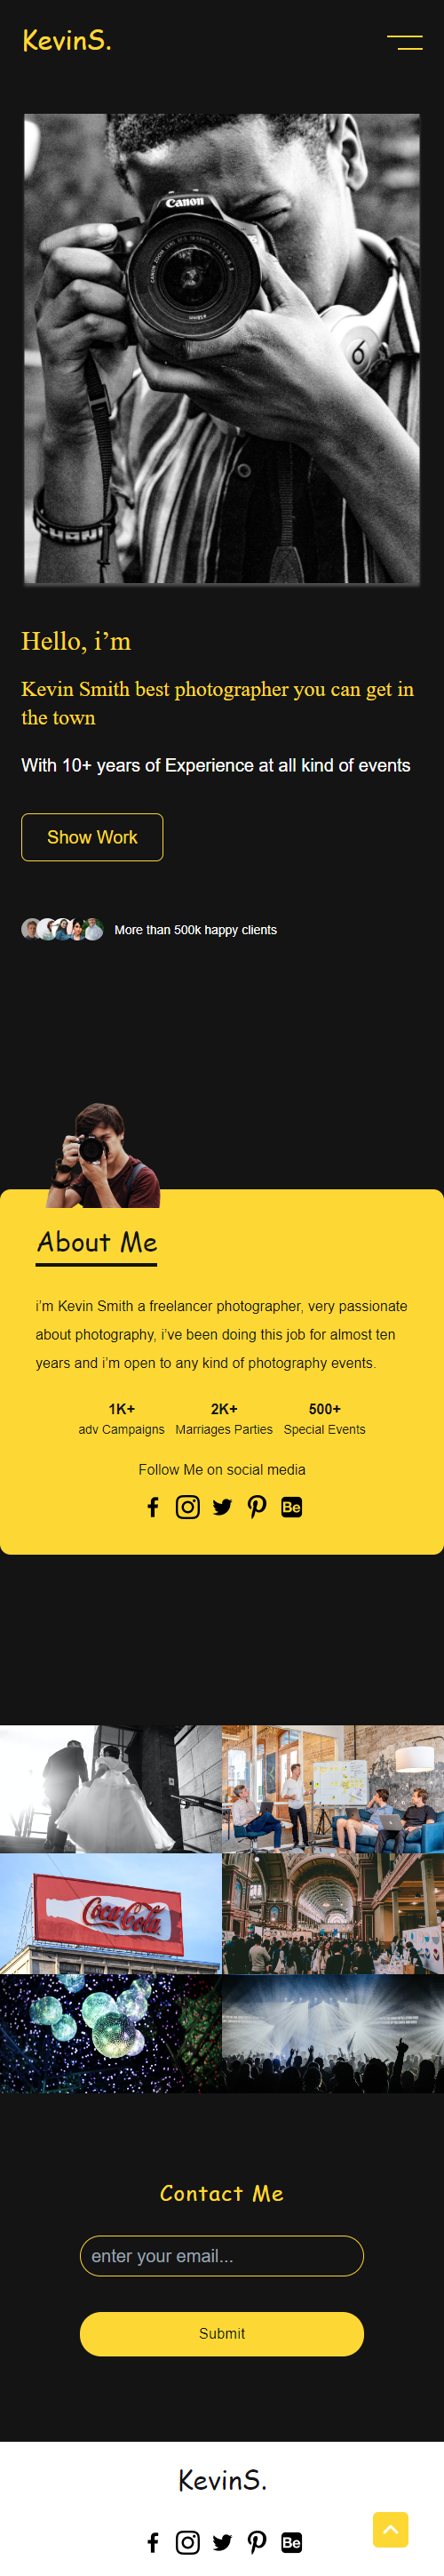 KevinS.
Canon
Hello, i'm
Kevin Smith best photographer you can get in
the town
With 10+ years of Experience at all kind of events
Show Work
More than 500k happy clients
About Me
i'm Kevin Smith a freelancer photographer, very passionate
about photography, i've been doing this job for almost ten
years and i'm open to any kind of photography events.
1K+ 2K+ 500+
adv Campaigns Marriages Parties Special Events
Follow Me on social media
Bē
Coca-Cola
Contact Me
enter your email...
Submit
KevinS.
Bē